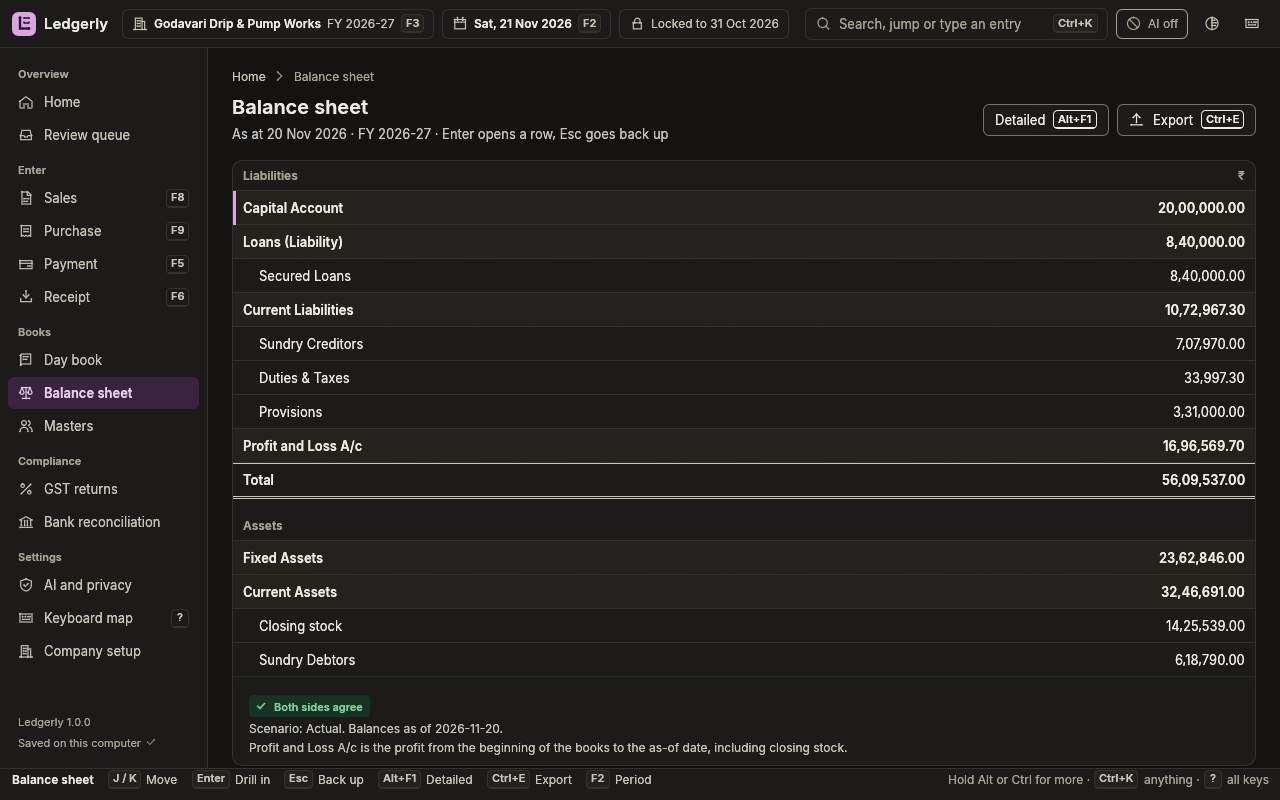 Ledgerly
Godavari Drip & Pump Works FY 2026-27 F3
Sat, 21 Nov 2026 F2
Locked to 31 Oct 2026
Search, jump or type an entry Ctrl+K
AI off
Overview
Home
Review queue
Enter
Sales F8
Purchase F9
Payment F5
Receipt F6
Books
Day book
Balance sheet
Masters
Compliance
GST returns
Bank reconciliation
Settings
AI and privacy
Keyboard map ?
Company setup
Ledgerly 1.0.0
Saved on this computer
Home > Balance sheet
Balance sheet
As at 20 Nov 2026 · FY 2026-27 · Enter opens a row, Esc goes back up
Detailed Alt+F1
Export Ctrl+E
Liabilities ₹
Capital Account 20,00,000.00
Loans (Liability) 8,40,000.00
Secured Loans 8,40,000.00
Current Liabilities 10,72,967.30
Sundry Creditors 7,07,970.00
Duties & Taxes 33,997.30
Provisions 3,31,000.00
Profit and Loss A/c 16,96,569.70
Total 56,09,537.00
Assets
Fixed Assets 23,62,846.00
Current Assets 32,46,691.00
Closing stock 14,25,539.00
Sundry Debtors 6,18,790.00
Both sides agree
Scenario: Actual. Balances as of 2026-11-20.
Profit and Loss A/c is the profit from the beginning of the books to the as-of date, including closing stock.
Balance sheet J / K Move Enter Drill in Esc Back up Alt+F1 Detailed Ctrl+E Export F2 Period
Hold Alt or Ctrl for more · Ctrl+K anything · ? all keys